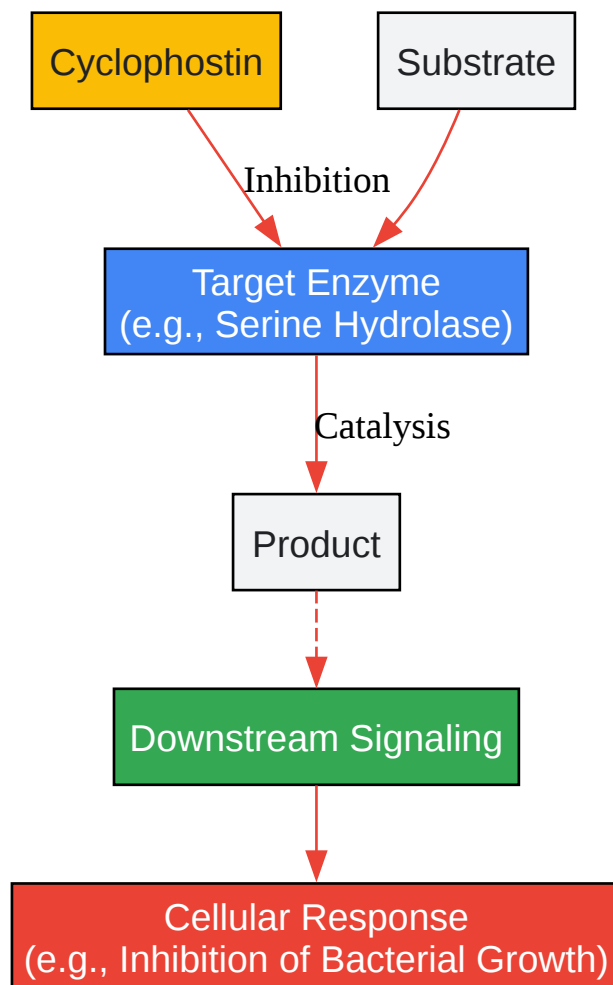 Cyclophostin
Substrate
Inhibition
Target Enzyme
(e.g., Serine Hydrolase)
Catalysis
Product
Downstream Signaling
Cellular Response
(e.g., Inhibition of Bacterial Growth)